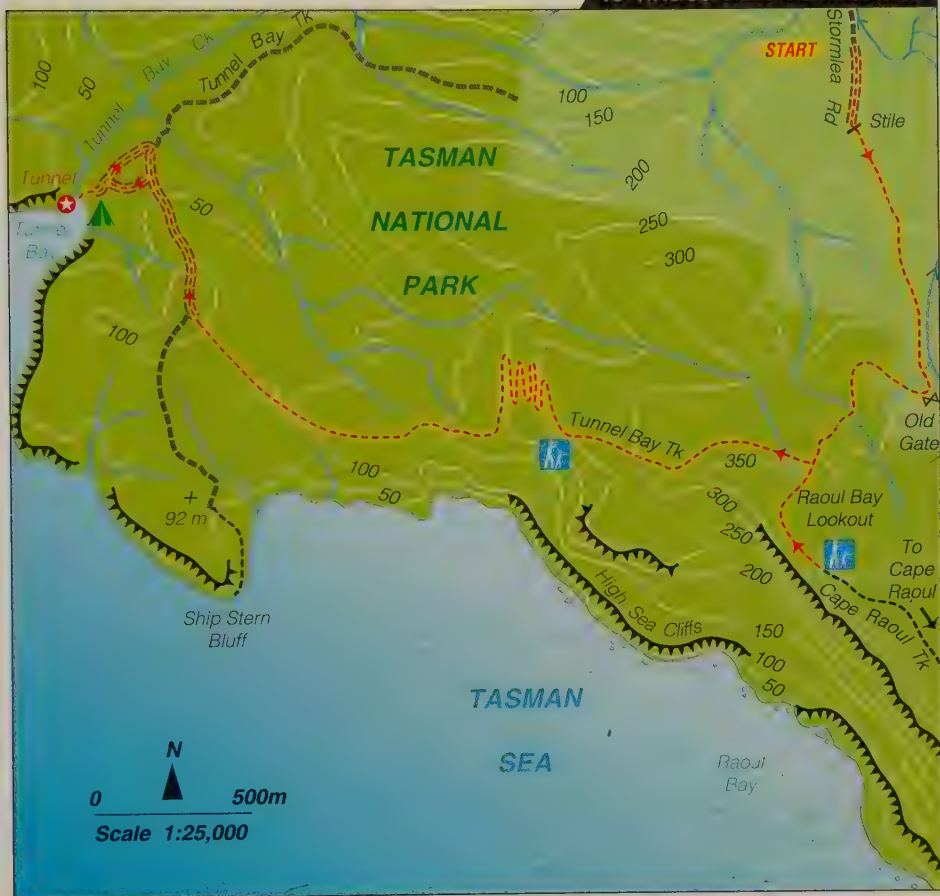 START
Stormlea Rd
Stile
Tunnel Bay Tk
Tunnel Bay Ck
100
50
100
150
200
250
300
TASMAN
NATIONAL
PARK
Tunnel
Tunnel
Bay
50
100
Old
Gate
Tunnel Bay Tk
350
100
50
300
250
200
Raoul Bay
Lookout
To
Cape
Raoul
92 m
Cape Raoul Tk
High Sea Cliffs
150
100
50
Ship Stern
Bluff
TASMAN
SEA
Raoul
Bay
N
0 500m
Scale 1:25,000